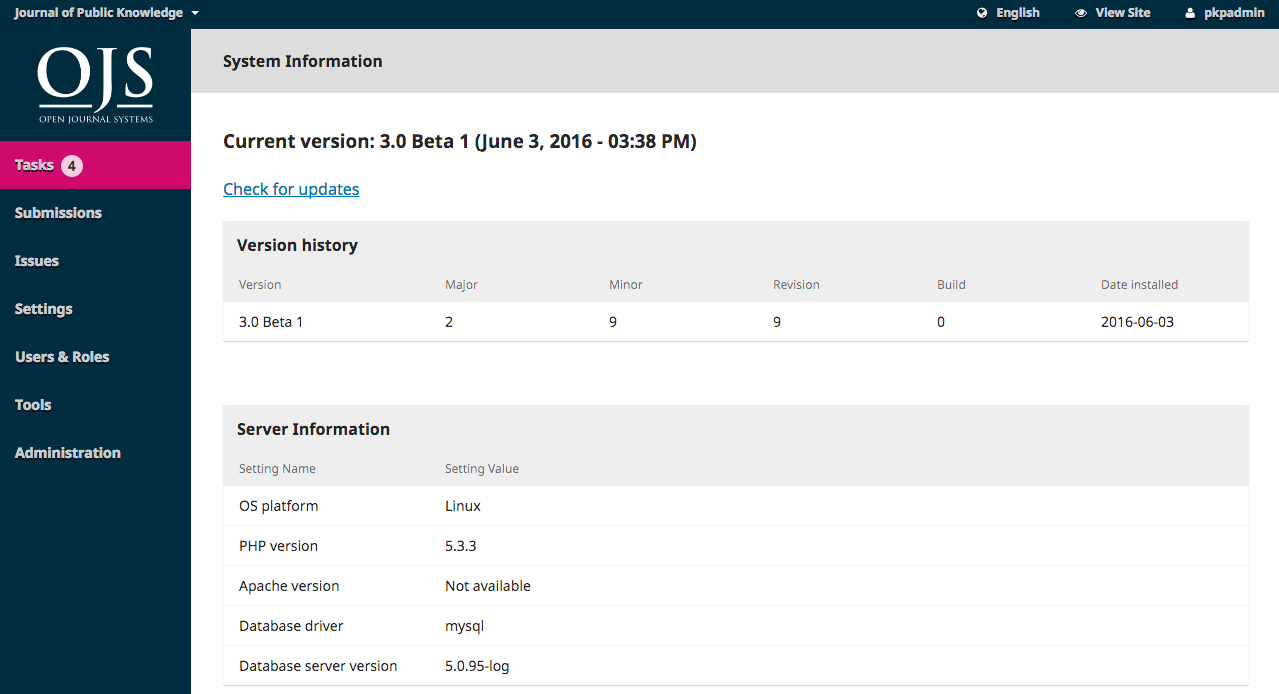 Journal of Public Knowledge English View Site pkpadmin
OJS
OPEN JOURNAL SYSTEMS
Tasks 4
Submissions
Issues
Settings
Users & Roles
Tools
Administration
System Information
Current version: 3.0 Beta 1 (June 3, 2016 - 03:38 PM)
Check for updates
Version history
Version Major Minor Revision Build Date installed
3.0 Beta 1 2 9 9 0 2016-06-03
Server Information
Setting Name Setting Value
OS platform Linux
PHP version 5.3.3
Apache version Not available
Database driver mysql
Database server version 5.0.95-log